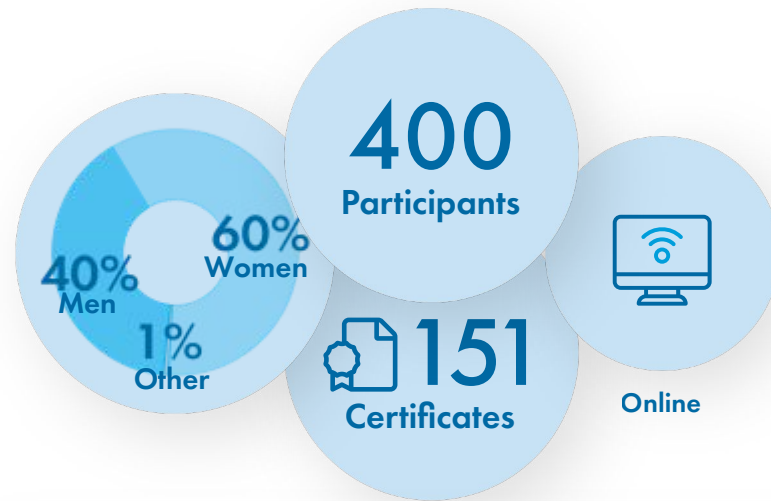 400
Participants
60%
Women
40%
Men
1%
Other
151
Certificates
Online